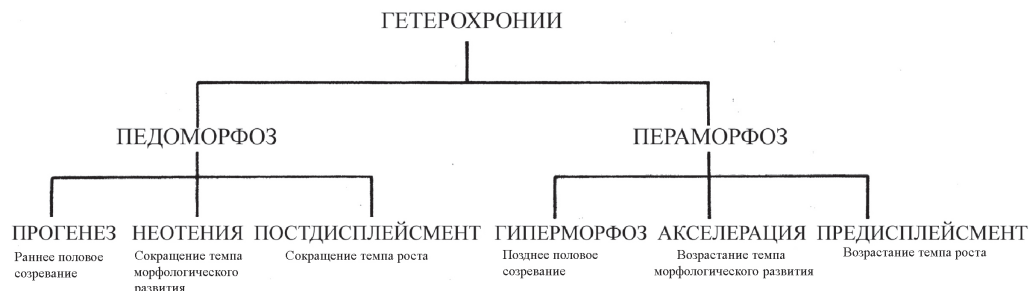 ГЕТЕРОХРОНИИ
ПЕДОМОРФОЗ
ПЕРАМОРФОЗ
ПРОГЕНЕЗ
Раннее половое
созревание
НЕОТЕНИЯ
Сокращение темпа
морфологического
развития
ПОСТДИСПЛЕЙСМЕНТ
Сокращение темпа роста
ГИПЕРМОРФОЗ
Позднее половое
созревание
АКСЕЛЕРАЦИЯ
Возрастание темпа
морфологического развития
ПРЕДИСПЛЕЙСМЕНТ
Возрастание темпа роста